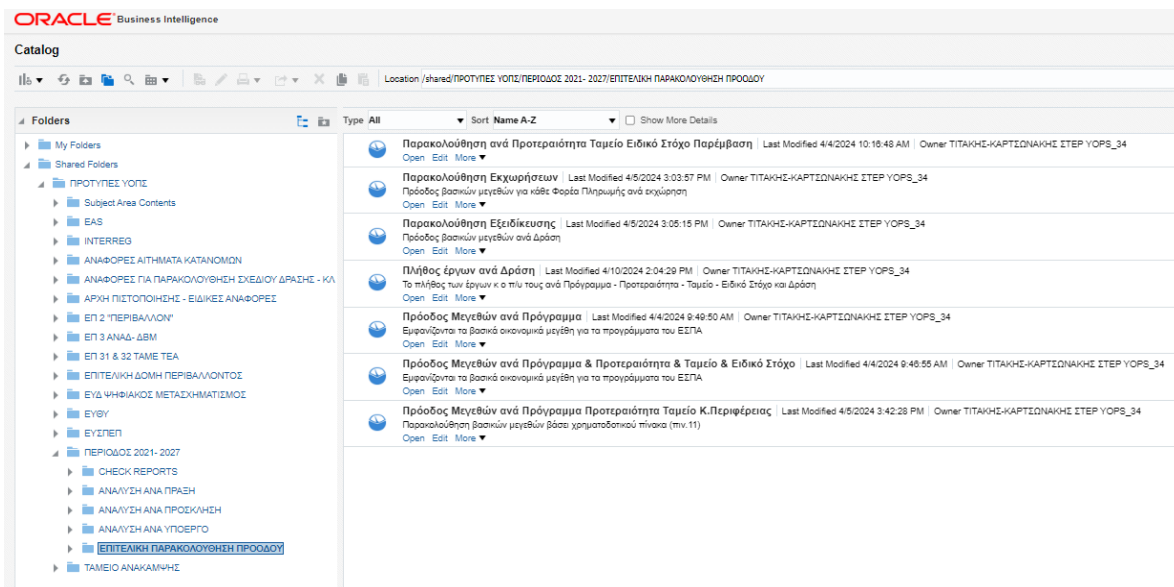 ORACLE Business Intelligence
Catalog
Location /shared/ΠΡΟΤΥΠΕΣ ΥΟΠΣ/ΠΕΡΙΟΔΟΣ 2021- 2027/ΕΠΙΤΕΛΙΚΗ ΠΑΡΑΚΟΛΟΥΘΗΣΗ ΠΡΟΟΔΟΥ
Folders
My Folders
Shared Folders
ΠΡΟΤΥΠΕΣ ΥΟΠΣ
Subject Area Contents
EAS
INTERREG
ΑΝΑΦΟΡΕΣ ΑΙΤΗΜΑΤΑ ΚΑΤΑΝΟΜΩΝ
ΑΝΑΦΟΡΕΣ ΓΙΑ ΠΑΡΑΚΟΛΟΥΘΗΣΗ ΣΧΕΔΙΟΥ ΔΡΑΣΗΣ - ΚΛ
ΑΡΧΗ ΠΙΣΤΟΠΟΙΗΣΗΣ - ΕΙΔΙΚΕΣ ΑΝΑΦΟΡΕΣ
ΕΠ 2 "ΠΕΡΙΒΑΛΛΟΝ"
ΕΠ 3 ΑΝΑΔ- ΔΒΜ
ΕΠ 31 & 32 ΤΑΜΕ ΤΕΑ
ΕΠΙΤΕΛΙΚΗ ΔΟΜΗ ΠΕΡΙΒΑΛΛΟΝΤΟΣ
ΕΥΔ ΨΗΦΙΑΚΟΣ ΜΕΤΑΣΧΗΜΑΤΙΣΜΟΣ
ΕΥΘΥ
ΕΥΣΠΕΠ
ΠΕΡΙΟΔΟΣ 2021- 2027
CHECK REPORTS
ΑΝΑΛΥΣΗ ΑΝΑ ΠΡΑΞΗ
ΑΝΑΛΥΣΗ ΑΝΑ ΠΡΟΣΚΛΗΣΗ
ΑΝΑΛΥΣΗ ΑΝΑ ΥΠΟΕΡΓΟ
ΕΠΙΤΕΛΙΚΗ ΠΑΡΑΚΟΛΟΥΘΗΣΗ ΠΡΟΟΔΟΥ
ΤΑΜΕΙΟ ΑΝΑΚΑΜΨΗΣ
Type All Sort Name A-Z Show More Details
Παρακολούθηση ανά Προτεραιότητα Ταμείο Ειδικό Στόχο Παρέμβαση | Last Modified 4/4/2024 10:16:48 AM | Owner ΤΙΤΑΚΗΣ-ΚΑΡΤΣΩΝΑΚΗΣ ΣΤΕΡ YOPS_34
Open Edit More
Παρακολούθηση Εκχωρήσεων | Last Modified 4/5/2024 3:03:57 PM | Owner ΤΙΤΑΚΗΣ-ΚΑΡΤΣΩΝΑΚΗΣ ΣΤΕΡ YOPS_34
Πρόοδος βασικών μεγεθών για κάθε Φορέα Πληρωμής ανά εκχώρηση
Open Edit More
Παρακολούθηση Εξειδίκευσης | Last Modified 4/5/2024 3:05:15 PM | Owner ΤΙΤΑΚΗΣ-ΚΑΡΤΣΩΝΑΚΗΣ ΣΤΕΡ YOPS_34
Πρόοδος βασικών μεγεθών ανά Δράση
Open Edit More
Πλήθος έργων ανά Δράση | Last Modified 4/10/2024 2:04:29 PM | Owner ΤΙΤΑΚΗΣ-ΚΑΡΤΣΩΝΑΚΗΣ ΣΤΕΡ YOPS_34
Το πλήθος των έργων κ ο π/υ τους ανά Πρόγραμμα - Προτεραιότητα - Ταμείο - Ειδικό Στόχο και Δράση
Open Edit More
Πρόοδος Μεγεθών ανά Πρόγραμμα | Last Modified 4/4/2024 9:49:50 AM | Owner ΤΙΤΑΚΗΣ-ΚΑΡΤΣΩΝΑΚΗΣ ΣΤΕΡ YOPS_34
Εμφανίζονται τα βασικά οικονομικά μεγέθη για τα προγράμματα του ΕΣΠΑ
Open Edit More
Πρόοδος Μεγεθών ανά Πρόγραμμα & Προτεραιότητα & Ταμείο & Ειδικό Στόχο | Last Modified 4/4/2024 9:46:55 AM | Owner ΤΙΤΑΚΗΣ-ΚΑΡΤΣΩΝΑΚΗΣ ΣΤΕΡ YOPS_34
Εμφανίζονται τα βασικά οικονομικά μεγέθη για τα προγράμματα του ΕΣΠΑ
Open Edit More
Πρόοδος Μεγεθών ανά Πρόγραμμα Προτεραιότητα Ταμείο Κ.Περιφέρειας | Last Modified 4/5/2024 3:42:28 PM | Owner ΤΙΤΑΚΗΣ-ΚΑΡΤΣΩΝΑΚΗΣ ΣΤΕΡ YOPS_34
Παρακολούθηση βασικών μεγεθών βάσει χρηματοδοτικού πίνακα (πιν.11)
Open Edit More